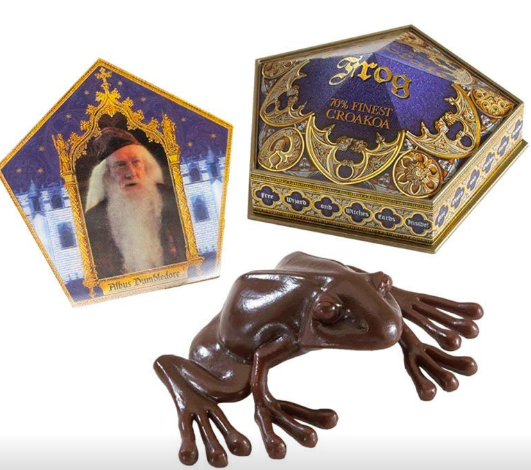 Frog
70% FINEST
CROAKOA
Free Wizard and Witches Cards Inside!
Albus Dumbledore